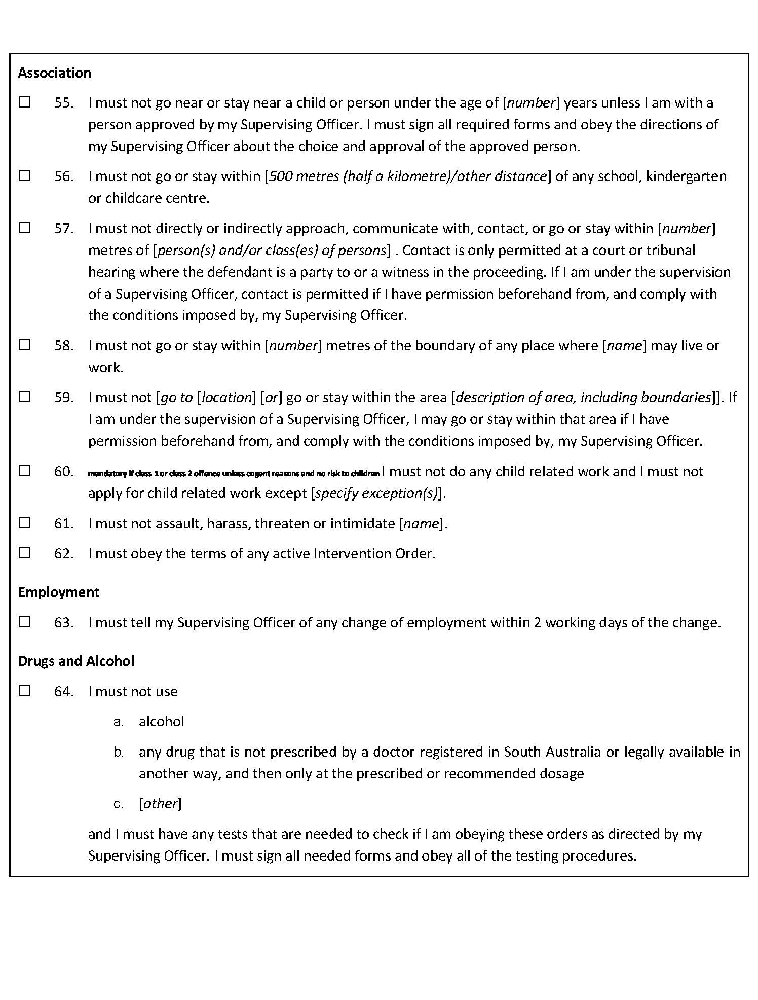 Association
☐ 55. I must not go near or stay near a child or person under the age of [number] years unless I am with a
person approved by my Supervising Officer. I must sign all required forms and obey the directions of
my Supervising Officer about the choice and approval of the approved person.
☐ 56. I must not go or stay within [500 metres (half a kilometre)/other distance] of any school, kindergarten
or childcare centre.
☐ 57. I must not directly or indirectly approach, communicate with, contact, or go or stay within [number]
metres of [person(s) and/or class(es) of persons] . Contact is only permitted at a court or tribunal
hearing where the defendant is a party to or a witness in the proceeding. If I am under the supervision
of a Supervising Officer, contact is permitted if I have permission beforehand from, and comply with
the conditions imposed by, my Supervising Officer.
☐ 58. I must not go or stay within [number] metres of the boundary of any place where [name] may live or
work.
☐ 59. I must not [go to [location] [or] go or stay within the area [description of area, including boundaries]]. If
I am under the supervision of a Supervising Officer, I may go or stay within that area if I have
permission beforehand from, and comply with the conditions imposed by, my Supervising Officer.
☐ 60. mandatory if class 1 or class 2 offence unless cogent reasons and no risk to children I must not do any child related work and I must not
apply for child related work except [specify exception(s)].
☐ 61. I must not assault, harass, threaten or intimidate [name].
☐ 62. I must obey the terms of any active Intervention Order.
Employment
☐ 63. I must tell my Supervising Officer of any change of employment within 2 working days of the change.
Drugs and Alcohol
☐ 64. I must not use
a. alcohol
b. any drug that is not prescribed by a doctor registered in South Australia or legally available in
another way, and then only at the prescribed or recommended dosage
c. [other]
and I must have any tests that are needed to check if I am obeying these orders as directed by my
Supervising Officer. I must sign all needed forms and obey all of the testing procedures.